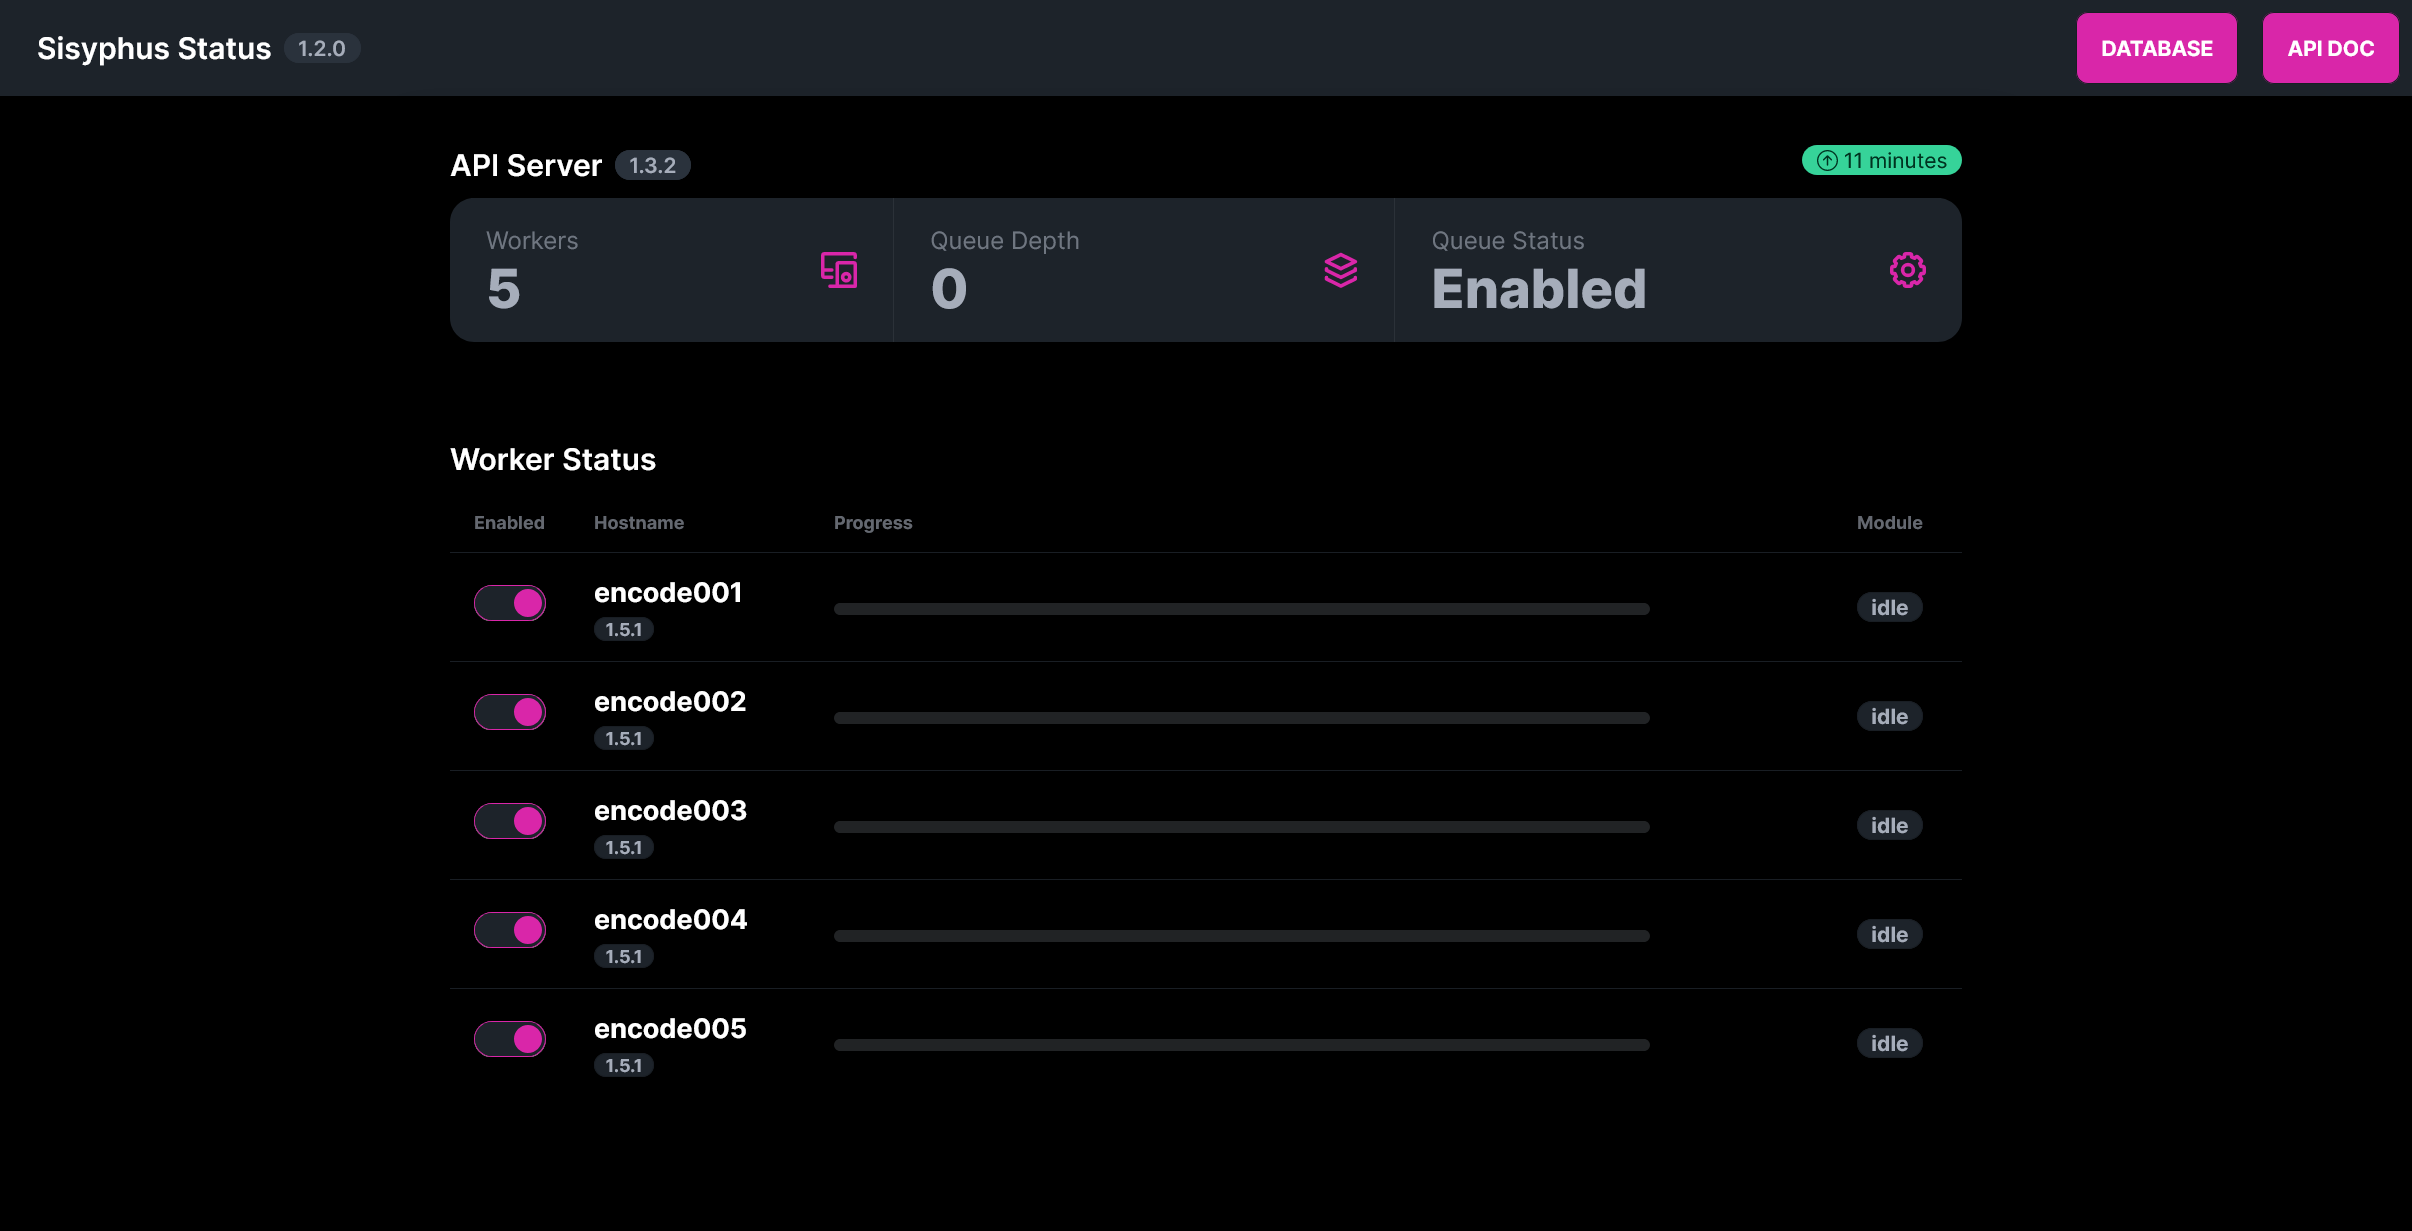 Sisyphus Status 1.2.0 DATABASE API DOC
API Server 1.3.2 11 minutes
Workers Queue Depth Queue Status
5 0 Enabled
Worker Status
Enabled Hostname Progress Module
encode001
1.5.1
idle
encode002
1.5.1
idle
encode003
1.5.1
idle
encode004
1.5.1
idle
encode005
1.5.1
idle